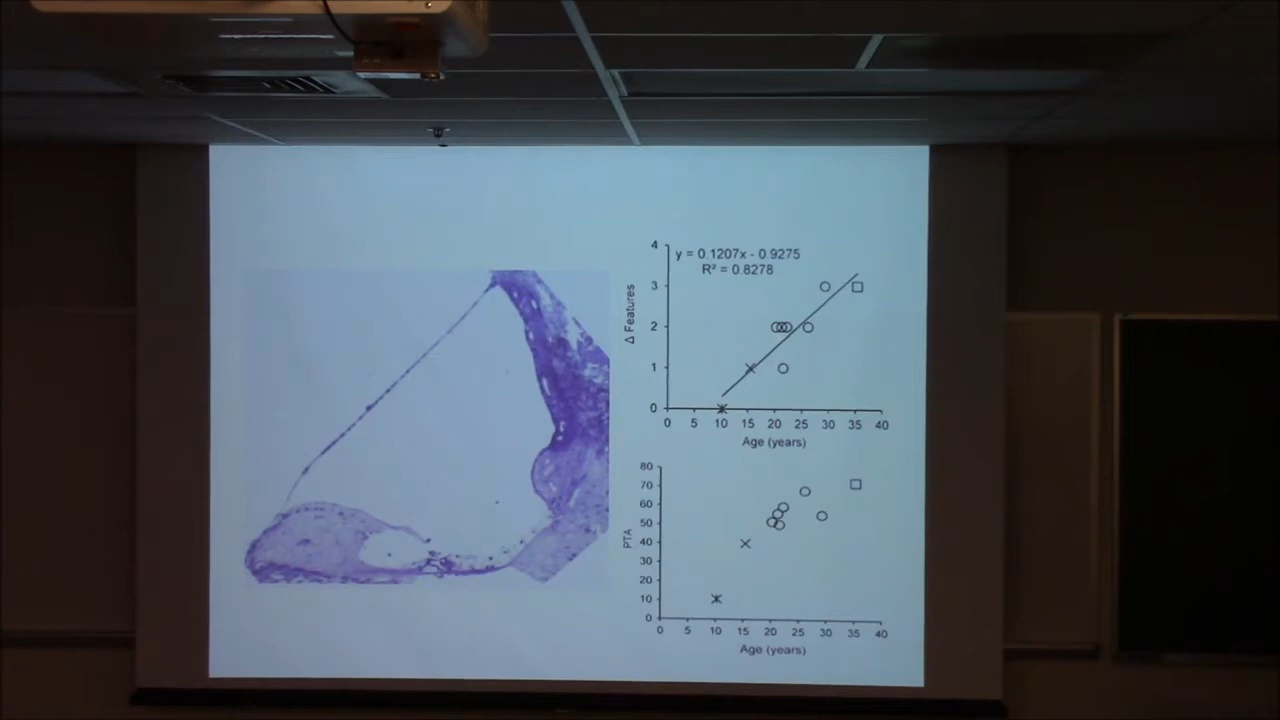 4
y = 0.1207x - 0.9275
R² = 0.8278
3
2
1
0
Δ Features
0 5 10 15 20 25 30 35 40
Age (years)
80
70
60
50
40
30
20
10
0
PTA
0 5 10 15 20 25 30 35 40
Age (years)